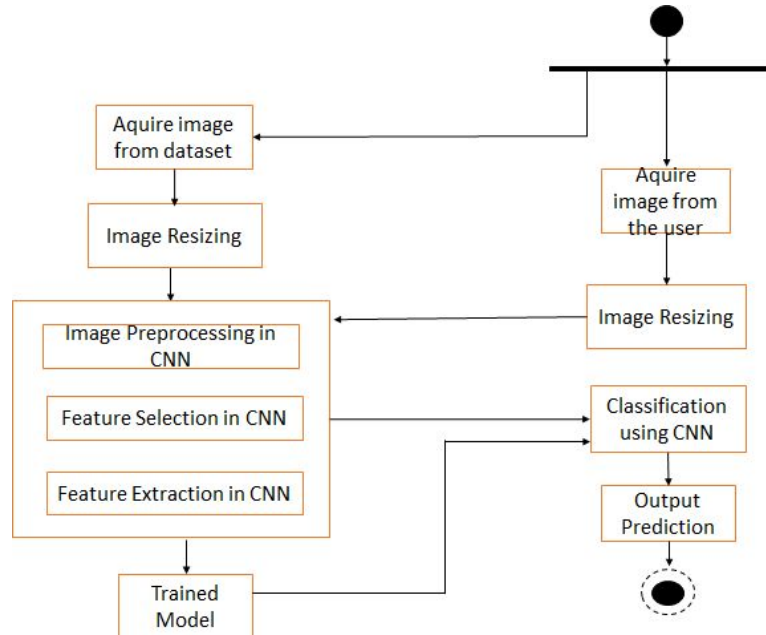 Aquire image
from dataset
Aquire
image from
the user
Image Resizing
Image Resizing
Image Preprocessing in
CNN
Feature Selection in CNN
Classification
using CNN
Feature Extraction in CNN
Output
Prediction
Trained
Model